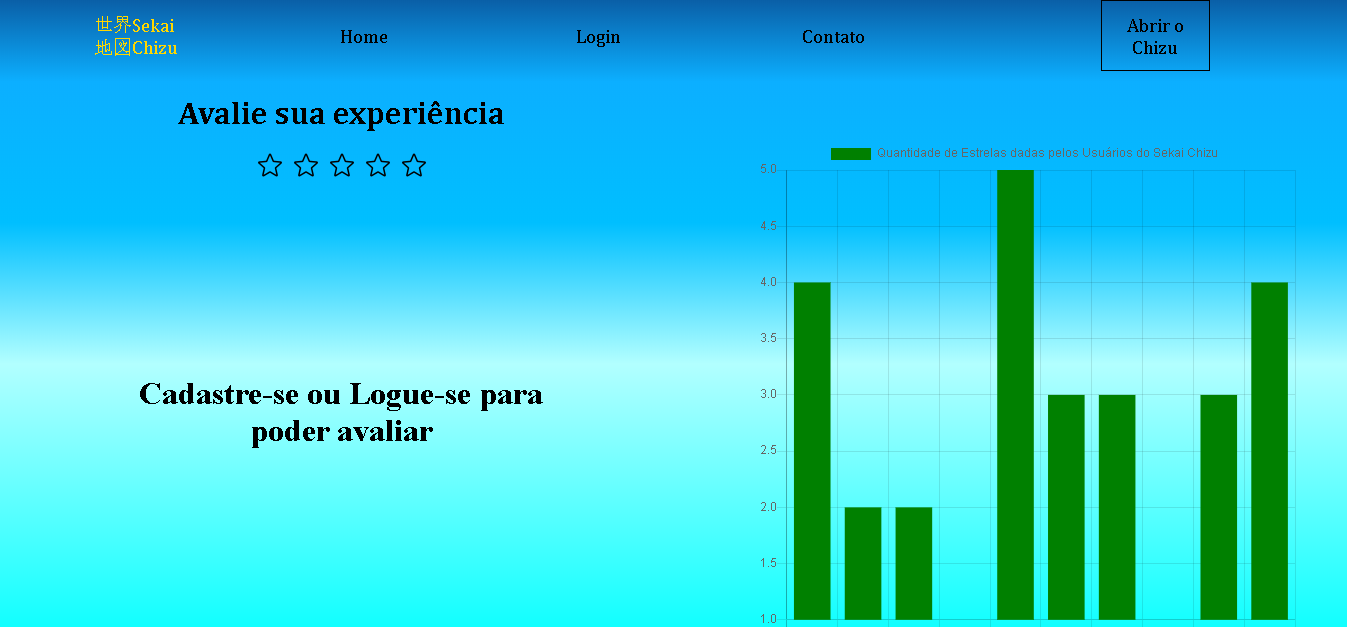 世界Sekai
地図Chizu
Home
Login
Contato
Abrir o
Chizu
Avalie sua experiência
Cadastre-se ou Logue-se para
poder avaliar
Quantidade de Estrelas dadas pelos Usuários do Sekai Chizu
5.0
4.5
4.0
3.5
3.0
2.5
2.0
1.5
1.0